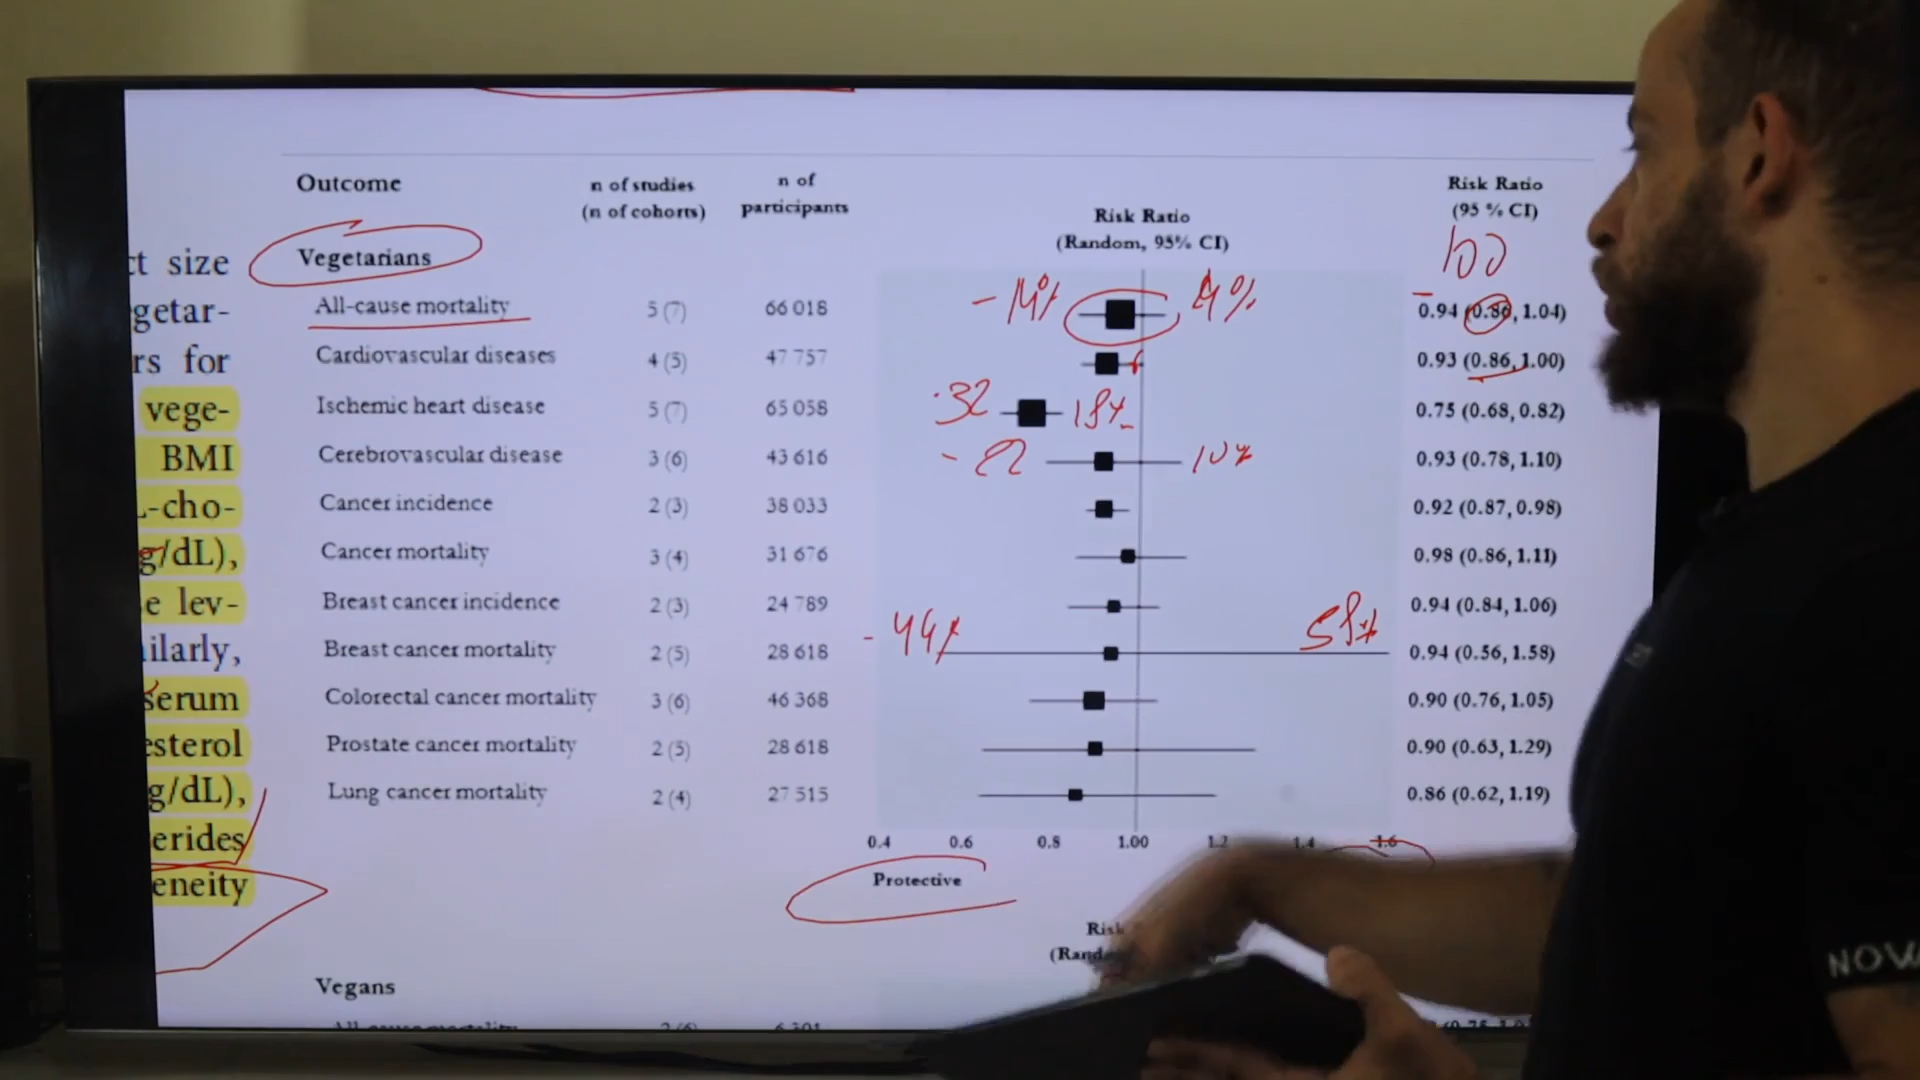 Outcome
n of studies
(n of cohorts)
n of
participants
Risk Ratio
(Random, 95% CI)
Risk Ratio
(95 % CI)
100
Vegetarians
All-cause mortality 5 (7) 66 018 -14% 4% 0.94 (0.86, 1.04)
Cardiovascular diseases 4 (5) 47 757 0.93 (0.86, 1.00)
Ischemic heart disease 5 (7) 65 058 -32 18% 0.75 (0.68, 0.82)
Cerebrovascular disease 3 (6) 43 616 -22 10% 0.93 (0.78, 1.10)
Cancer incidence 2 (3) 38 033 0.92 (0.87, 0.98)
Cancer mortality 3 (4) 31 676 0.98 (0.86, 1.11)
Breast cancer incidence 2 (3) 24 789 0.94 (0.84, 1.06)
Breast cancer mortality 2 (5) 28 618 -44% 58% 0.94 (0.56, 1.58)
Colorectal cancer mortality 3 (6) 46 368 0.90 (0.76, 1.05)
Prostate cancer mortality 2 (5) 28 618 0.90 (0.63, 1.29)
Lung cancer mortality 2 (4) 27 515 0.86 (0.62, 1.19)
0.4 0.6 0.8 1.00 1.2 1.4 1.6
Protective
Vegans
All-cause mortality
ct size
getar-
rs for
vege-
BMI
L-cho-
g/dL),
e lev-
ilarly,
serum
esterol
g/dL),
erides
eneity
NOVA